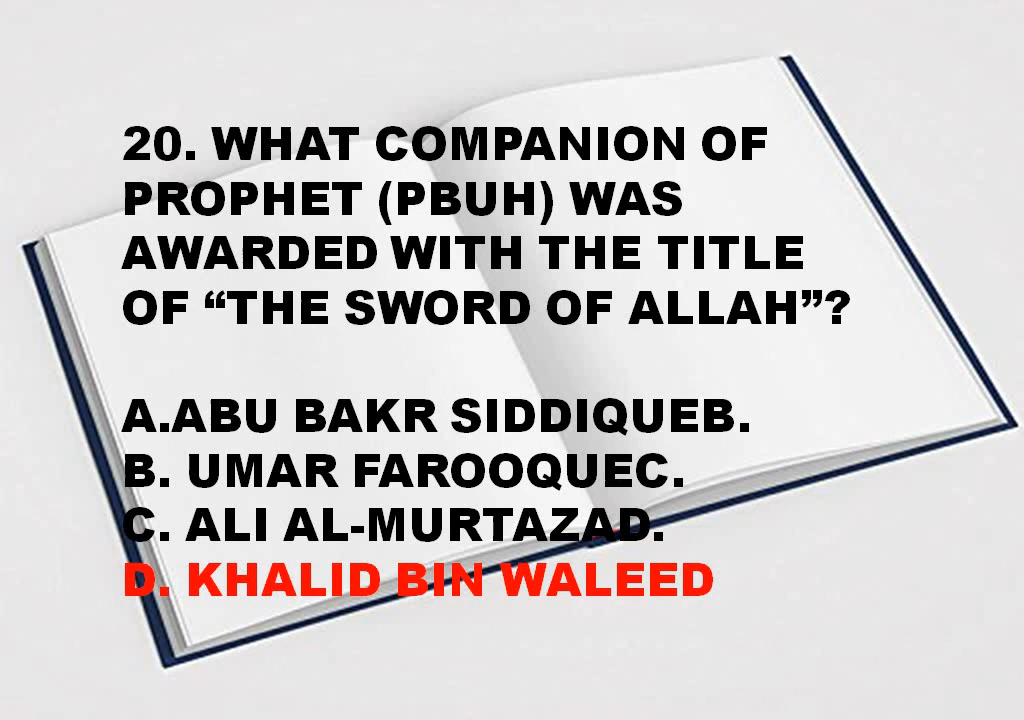 20. WHAT COMPANION OF
PROPHET (PBUH) WAS
AWARDED WITH THE TITLE
OF “THE SWORD OF ALLAH”?
A.ABU BAKR SIDDIQUEB.
B. UMAR FAROOQUEC.
C. ALI AL-MURTAZAD.
D. KHALID BIN WALEED